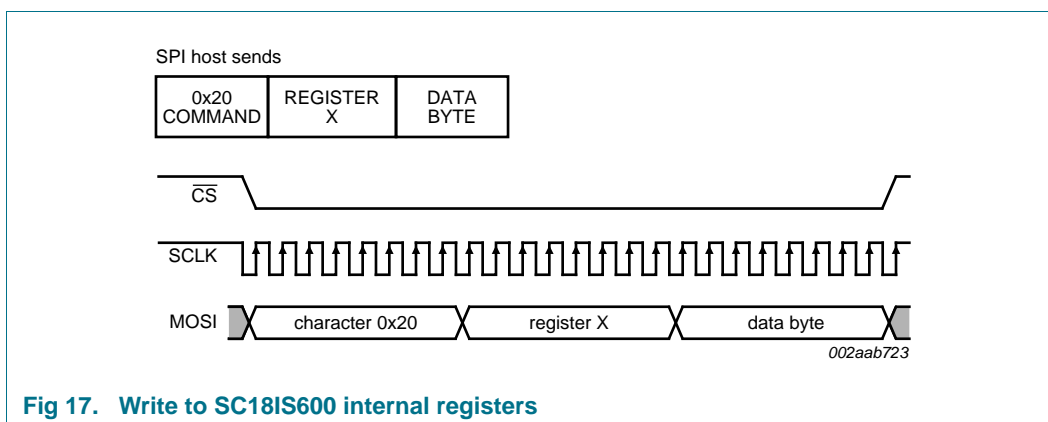 SPI host sends
0x20 COMMAND
REGISTER X
DATA BYTE
CS
SCLK
MOSI
character 0x20
register X
data byte
002aab723
Fig 17. Write to SC18IS600 internal registers